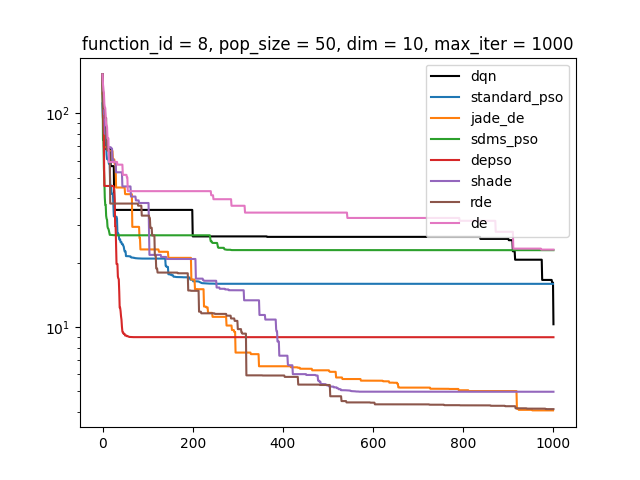 function_id = 8, pop_size = 50, dim = 10, max_iter = 1000
dqn
standard_pso
jade_de
sdms_pso
depso
shade
rde
de
10²
10¹
0
200
400
600
800
1000